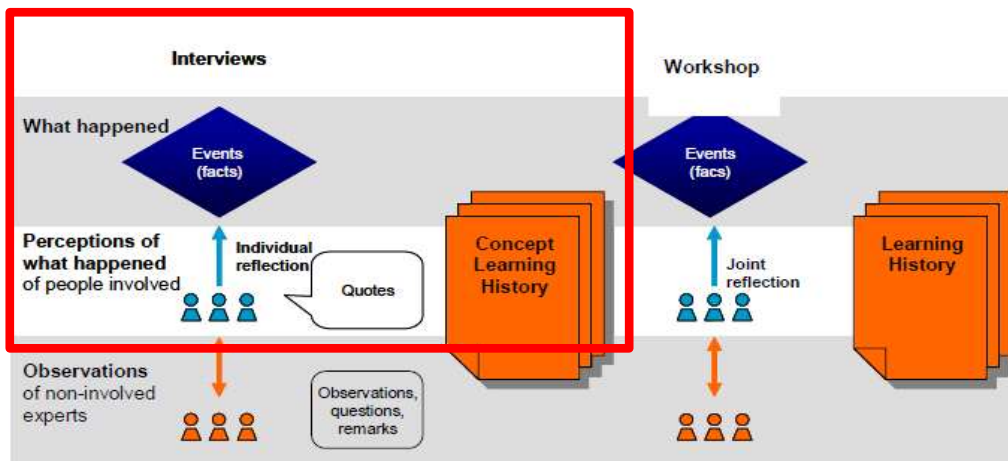 Interviews
Workshop
What happened
Events
(facts)
Events
(facs)
Perceptions of
what happened
of people involved
Individual
reflection
Quotes
Concept
Learning
History
Joint
reflection
Learning
History
Observations
of non-involved
experts
Observations,
questions,
remarks